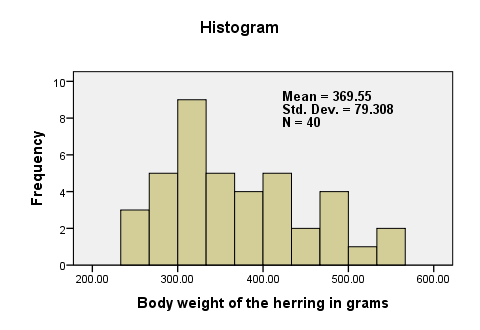 Histogram
Mean = 369.55
Std. Dev. = 79.308
N = 40
Frequency
10
8
6
4
2
0
200.00 300.00 400.00 500.00 600.00
Body weight of the herring in grams